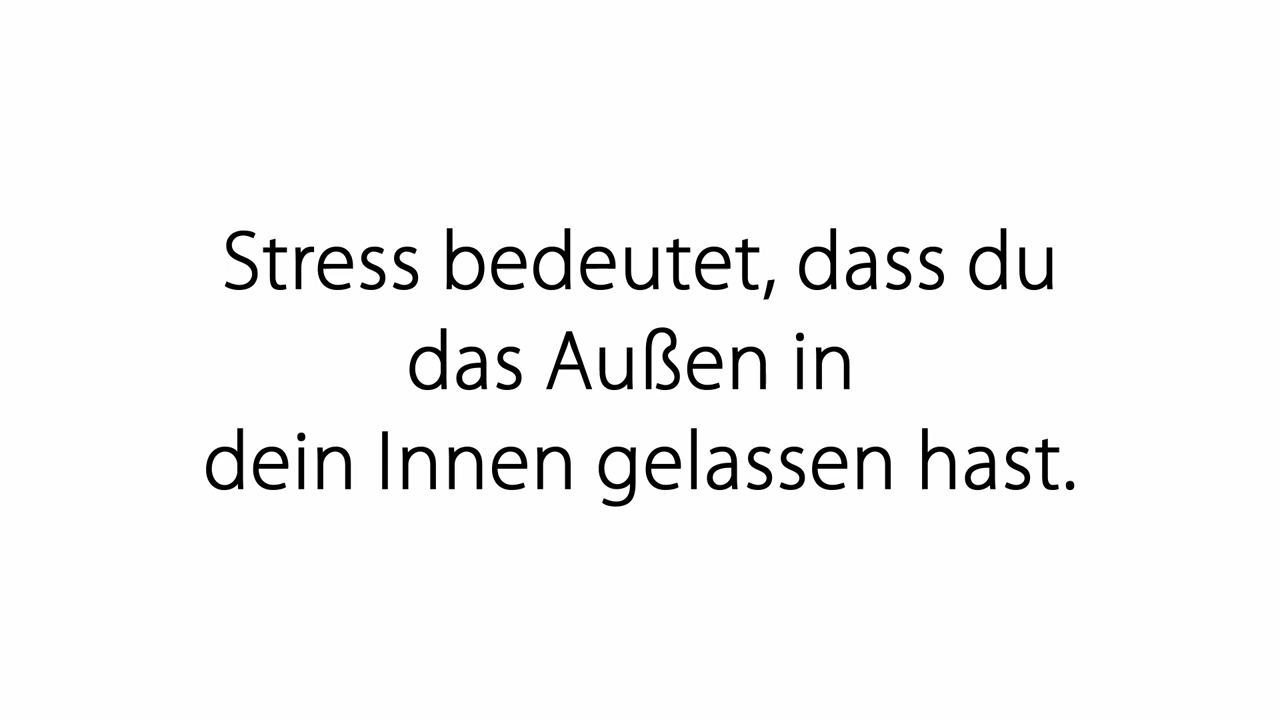 Stress bedeutet, dass du
das Außen in
dein Innen gelassen hast.